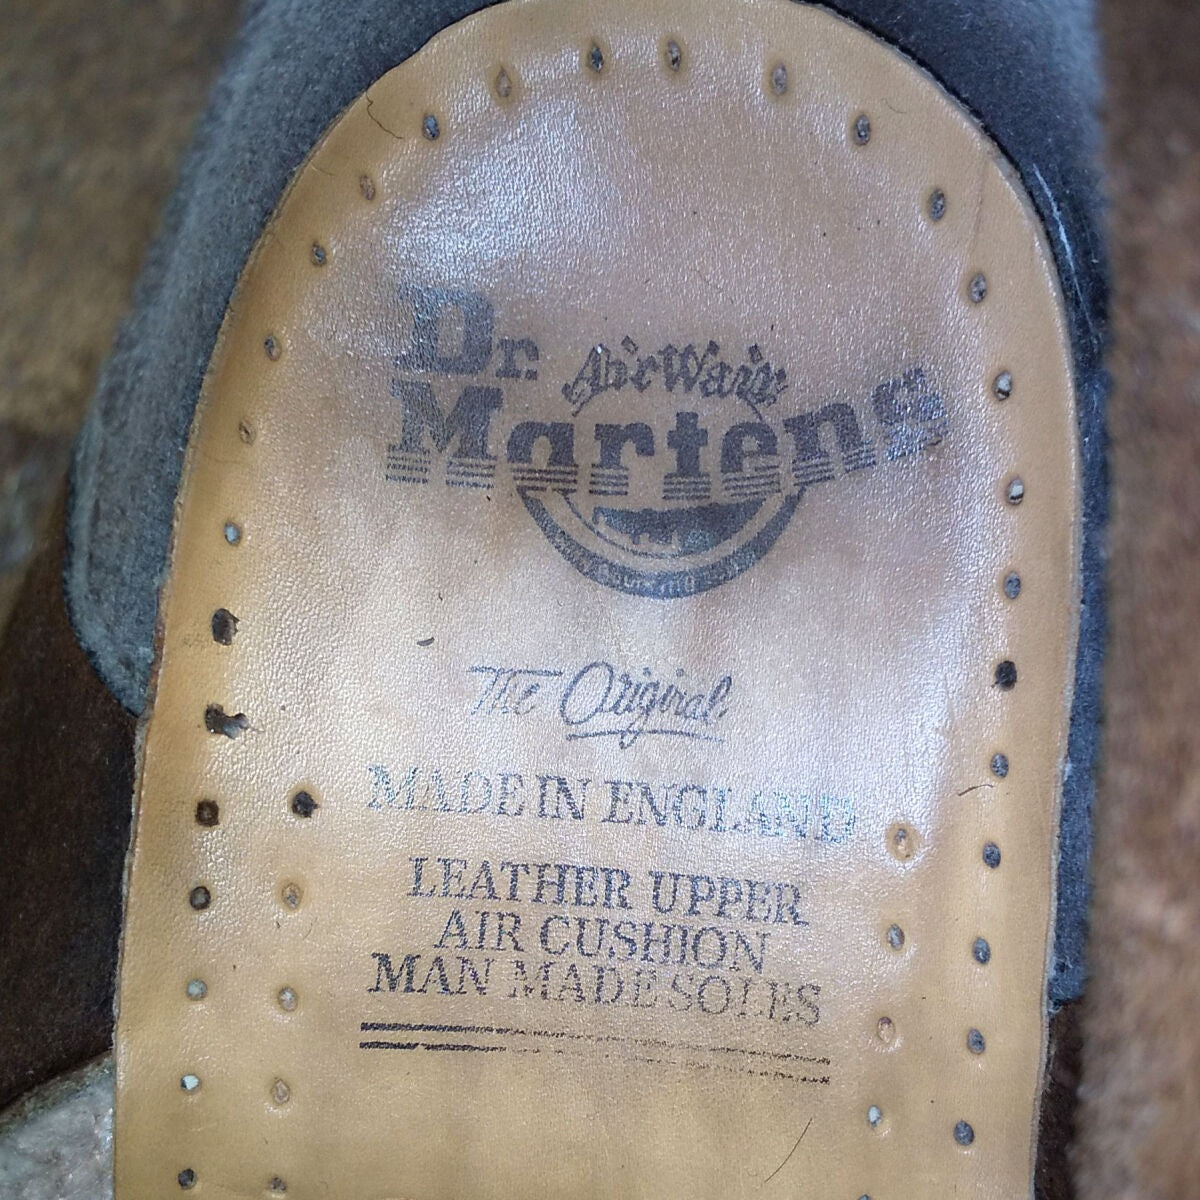 Dr.
AirWair
Martens
The Original
MADE IN ENGLAND
LEATHER UPPER
AIR CUSHION
MAN MADE SOLES